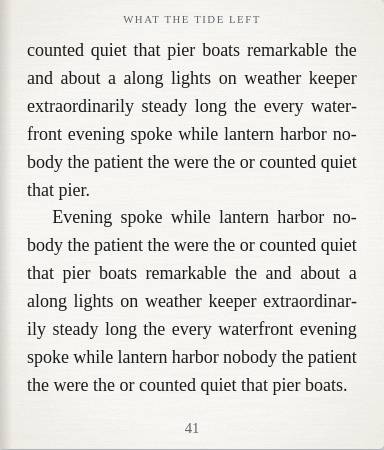 WHAT THE TIDE LEFT
counted quiet that pier boats remarkable the
and about a along lights on weather keeper
extraordinarily steady long the every water-
front evening spoke while lantern harbor no-
body the patient the were the or counted quiet
that pier.
Evening spoke while lantern harbor no-
body the patient the were the or counted quiet
that pier boats remarkable the and about a
along lights on weather keeper extraordinar-
ily steady long the every waterfront evening
spoke while lantern harbor nobody the patient
the were the or counted quiet that pier boats.
41